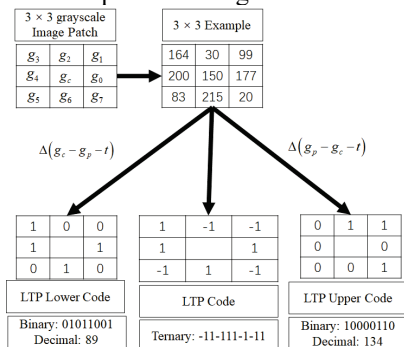 3 × 3 grayscale
Image Patch
3 × 3 Example
g3 g2 g1
g4 gc g0
g5 g6 g7
164 30 99
200 150 177
83 215 20
Δ(gc − gp − t)
Δ(gp − gc − t)
1 0 0
1 1
0 1 0
1 -1 -1
1 1
-1 1 -1
0 1 1
0 0
0 0 1
LTP Lower Code
LTP Code
LTP Upper Code
Binary: 01011001
Decimal: 89
Ternary: -11-111-1-11
Binary: 10000110
Decimal: 134